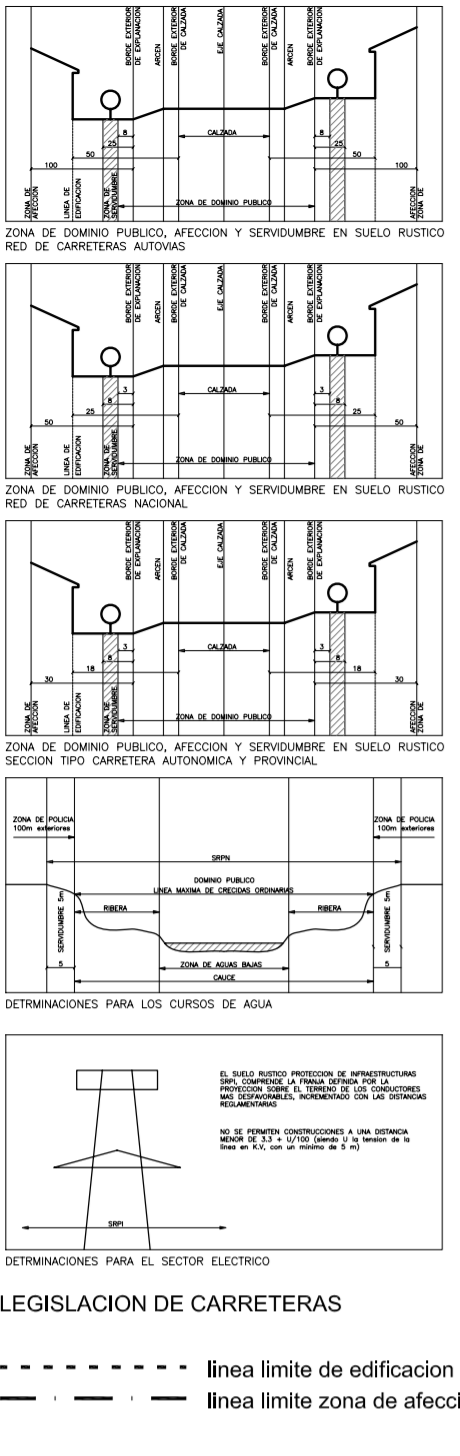 BORDE EXTERIOR
DE EXPLANACION
ARCEN
BORDE EXTERIOR
DE CALZADA
EJE CALZADA
BORDE EXTERIOR
DE CALZADA
ARCEN
BORDE EXTERIOR
DE EXPLANACION
8
CALZADA
8
25
25
50
50
100
100
ZONA DE
AFECCION
LINEA DE
EDIFICACION
ZONA DE
SERVIDUMBRE
ZONA DE DOMINIO PUBLICO
AFECCION
ZONA DE
ZONA DE DOMINIO PUBLICO, AFECCION Y SERVIDUMBRE EN SUELO RUSTICO
RED DE CARRETERAS AUTOVIAS
BORDE EXTERIOR
DE EXPLANACION
ARCEN
BORDE EXTERIOR
DE CALZADA
EJE CALZADA
BORDE EXTERIOR
DE CALZADA
ARCEN
BORDE EXTERIOR
DE EXPLANACION
3
CALZADA
3
8
8
25
25
50
50
ZONA DE
AFECCION
LINEA DE
EDIFICACION
ZONA DE
SERVIDUMBRE
ZONA DE DOMINIO PUBLICO
AFECCION
ZONA DE
ZONA DE DOMINIO PUBLICO, AFECCION Y SERVIDUMBRE EN SUELO RUSTICO
RED DE CARRETERAS NACIONAL
BORDE EXTERIOR
DE EXPLANACION
ARCEN
BORDE EXTERIOR
DE CALZADA
EJE CALZADA
BORDE EXTERIOR
DE CALZADA
ARCEN
BORDE EXTERIOR
DE EXPLANACION
3
CALZADA
3
8
8
18
18
30
30
ZONA DE
AFECCION
LINEA DE
EDIFICACION
ZONA DE
SERVIDUMBRE
ZONA DE DOMINIO PUBLICO
AFECCION
ZONA DE
ZONA DE DOMINIO PUBLICO, AFECCION Y SERVIDUMBRE EN SUELO RUSTICO
SECCION TIPO CARRETERA AUTONOMICA Y PROVINCIAL
ZONA DE POLICIA
100m exteriores
ZONA DE POLICIA
100m exteriores
SRPN
DOMINIO PUBLICO
LINEA MAXIMA DE CRECIDAS ORDINARIAS
SERVIDUMBRE 5m
RIBERA
RIBERA
SERVIDUMBRE 5m
5
ZONA DE AGUAS BAJAS
5
CAUCE
DETRMINACIONES PARA LOS CURSOS DE AGUA
EL SUELO RUSTICO PROTECCION DE INFRAESTRUCTURAS
SRPI, COMPRENDE LA FRANJA DEFINIDA POR LA
PROYECCION SOBRE EL TERRENO DE LOS CONDUCTORES
MAS DESFAVORABLES, INCREMENTADO CON LAS DISTANCIAS
REGLAMENTARIAS
NO SE PERMITEN CONSTRUCCIONES A UNA DISTANCIA
MENOR DE 3.3 + U/100 (siendo U la tension de la
linea en K.V, con un minimo de 5 m)
SRPI
DETRMINACIONES PARA EL SECTOR ELECTRICO
LEGISLACION DE CARRETERAS
linea limite de edificacion
linea limite zona de afecci